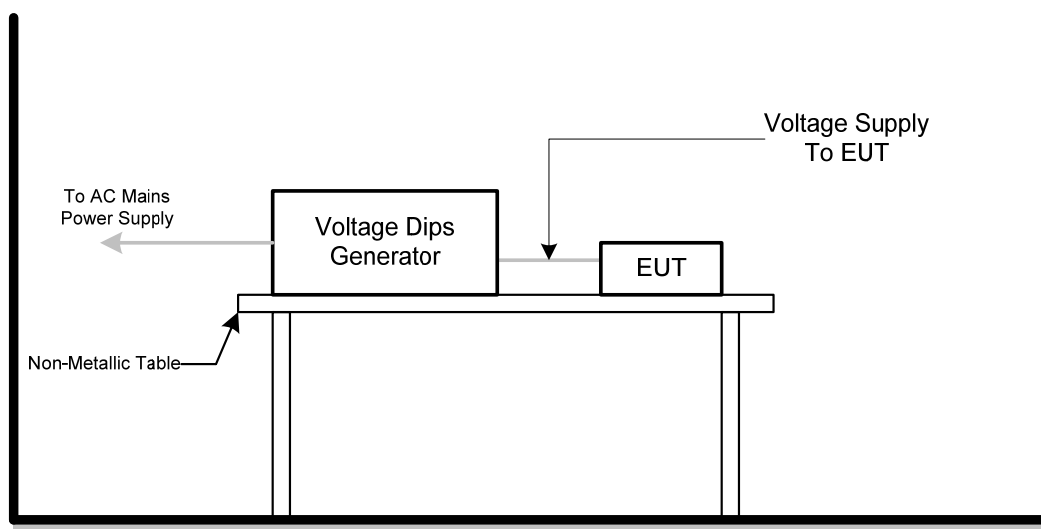 Voltage Supply
To EUT
To AC Mains
Power Supply
Voltage Dips
Generator
EUT
Non-Metallic Table